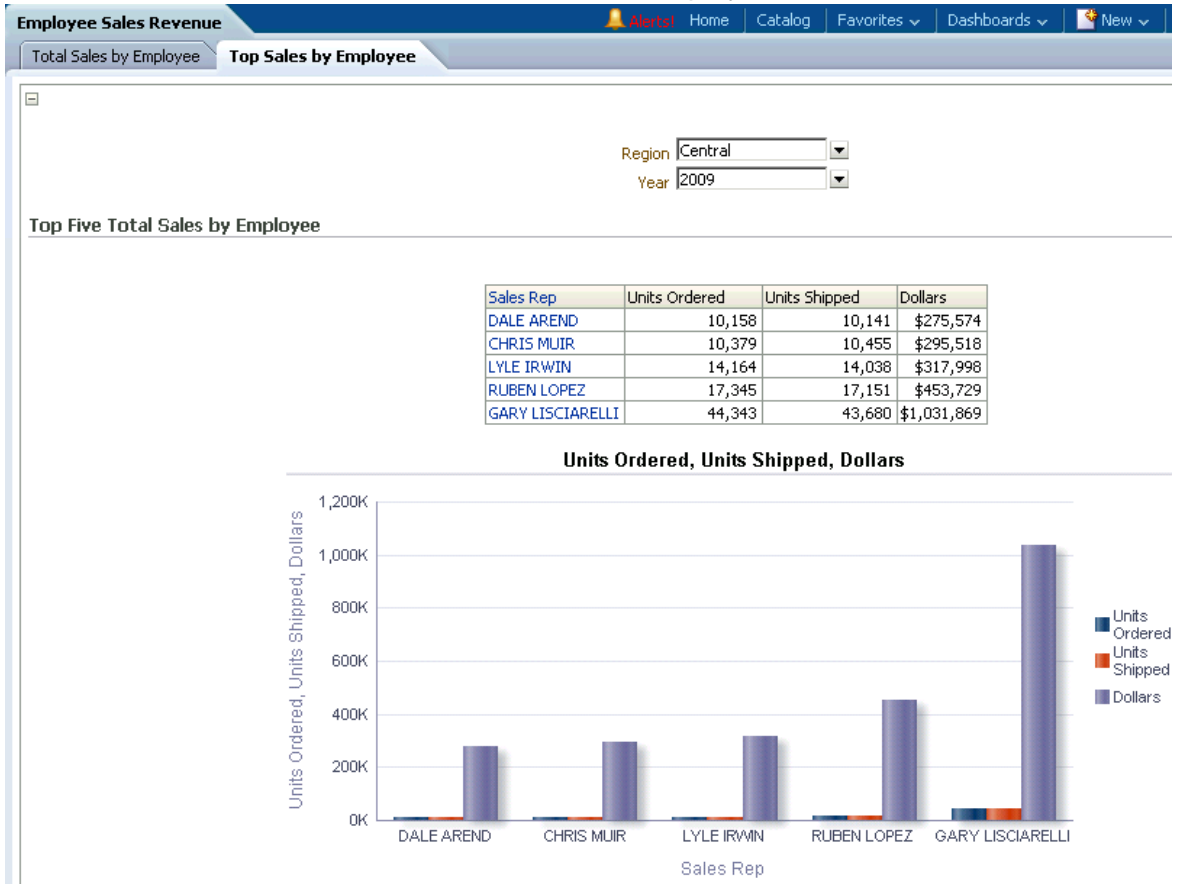 Employee Sales Revenue
Alerts! Home Catalog Favorites Dashboards New
Total Sales by Employee Top Sales by Employee
Region Central
Year 2009
Top Five Total Sales by Employee
Sales Rep Units Ordered Units Shipped Dollars
DALE AREND 10,158 10,141 $275,574
CHRIS MUIR 10,379 10,455 $295,518
LYLE IRWIN 14,164 14,038 $317,998
RUBEN LOPEZ 17,345 17,151 $453,729
GARY LISCIARELLI 44,343 43,680 $1,031,869
Units Ordered, Units Shipped, Dollars
Units Ordered, Units Shipped, Dollars
1,200K
1,000K
800K
600K
400K
200K
0K
DALE AREND CHRIS MUIR LYLE IRWIN RUBEN LOPEZ GARY LISCIARELLI
Sales Rep
Units
Ordered
Units
Shipped
Dollars